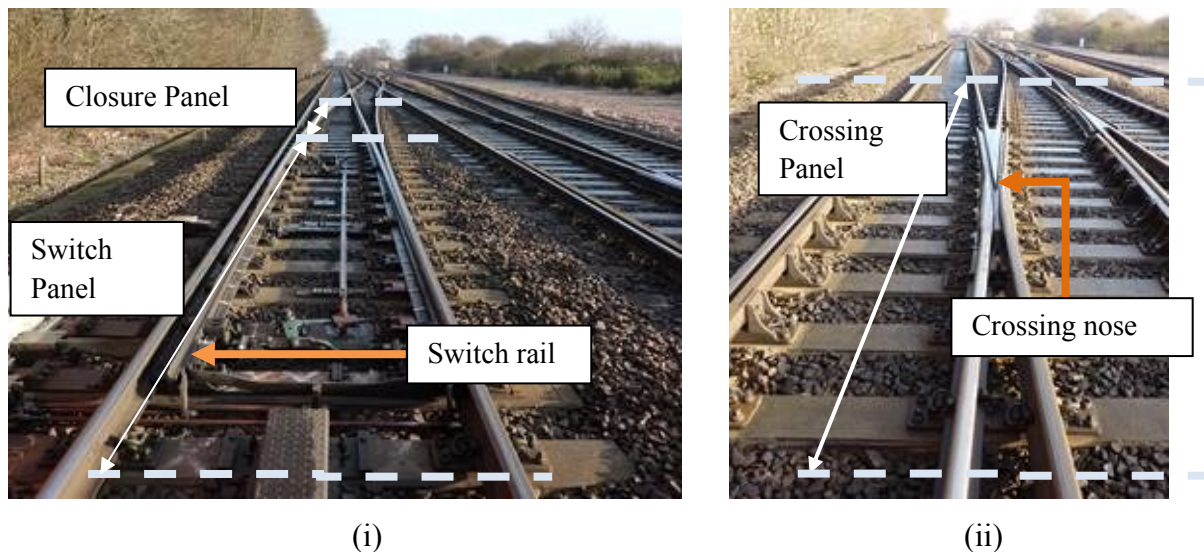 Closure Panel
Switch
Panel
Switch rail
(i)
Crossing
Panel
Crossing nose
(ii)